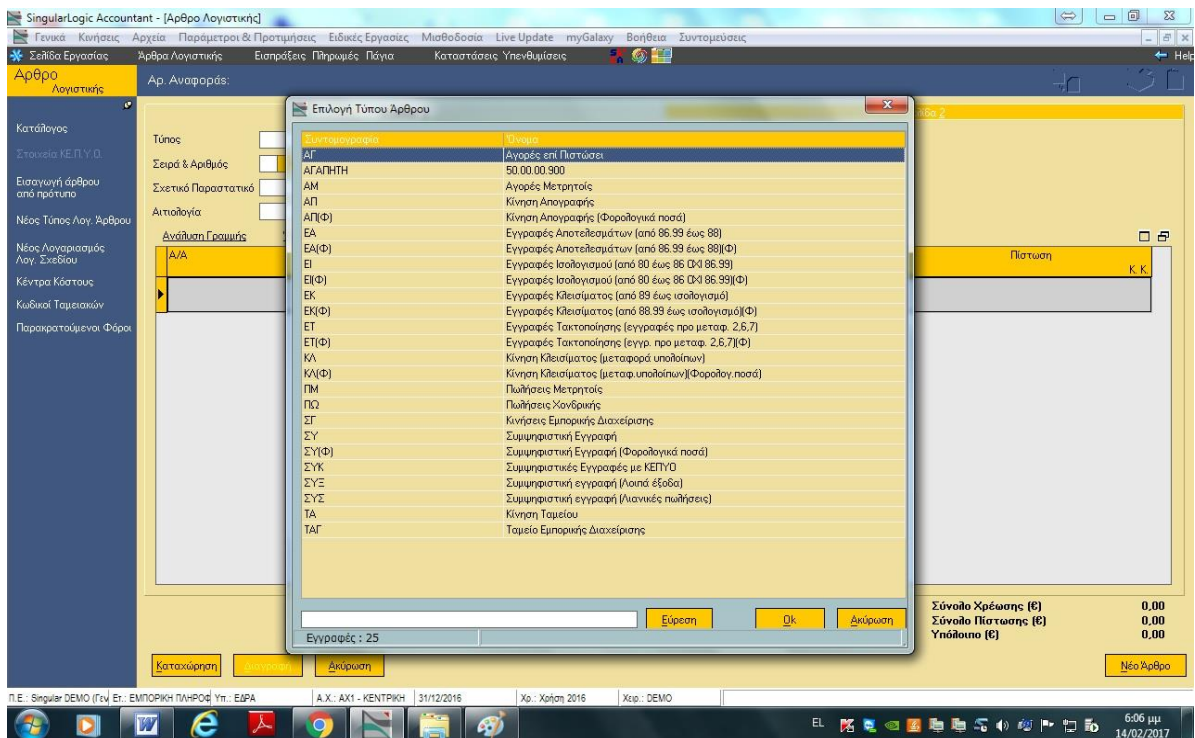 SingularLogic Accountant - [Άρθρο Λογιστικής]
Γενικά Κινήσεις Αρχεία Παράμετροι & Προτιμήσεις Ειδικές Εργασίες Μισθοδοσία Live Update myGalaxy Βοήθεια Συντομεύσεις
Σελίδα Εργασίας Άρθρα Λογιστικής Εισπράξεις Πληρωμές Πάγια Καταστάσεις Υπενθυμίσεις Help
Άρθρο
Λογιστικής
Αρ. Αναφοράς:
Κατάλογος
Στοιχεία ΚΕ.Π.Υ.Ο.
Εισαγωγή άρθρου
από πρότυπο
Νέος Τύπος Λογ. Άρθρου
Νέος Λογαριασμός
Λογ. Σχεδίου
Κέντρα Κόστους
Κωδικοί Ταμειακών
Παρακρατούμενοι Φόροι
Τύπος
Σειρά & Αριθμός
Σχετικό Παραστατικό
Αιτιολογία
Ανάλυση Γραμμής
Α/Α
Πίστωση
Κ.Κ.
Επιλογή Τύπου Άρθρου
Συντομογραφία Όνομα
ΑΓ Αγορές επί Πιστώσει
ΑΓΑΠΗΤΗ 50.00.00.900
ΑΜ Αγορές Μετρητοίς
ΑΠ Κίνηση Απογραφής
ΑΠ(Φ) Κίνηση Απογραφής (Φορολογικά ποσά)
ΕΑ Εγγραφές Αποτελεσμάτων (από 86.99 έως 88)
ΕΑ(Φ) Εγγραφές Αποτελεσμάτων (από 86.99 έως 88)(Φ)
ΕΙ Εγγραφές Ισολογισμού (από 80 έως 86 ΟΧΙ 86.99)
ΕΙ(Φ) Εγγραφές Ισολογισμού (από 80 έως 86 ΟΧΙ 86.99)(Φ)
ΕΚ Εγγραφές Κλεισίματος (από 89 έως ισολογισμό)
ΕΚ(Φ) Εγγραφές Κλεισίματος (από 88.99 έως ισολογισμό)(Φ)
ΕΤ Εγγραφές Τακτοποίησης (εγγραφές προ μεταφ. 2,6,7)
ΕΤ(Φ) Εγγραφές Τακτοποίησης (εγγρ. προ μεταφ. 2,6,7)(Φ)
ΚΛ Κίνηση Κλεισίματος (μεταφορά υπολοίπων)
ΚΛ(Φ) Κίνηση Κλεισίματος (μεταφ.υπολοίπων)(Φορολογ.ποσά)
ΠΜ Πωλήσεις Μετρητοίς
ΠΩ Πωλήσεις Χονδρικής
ΣΓ Κινήσεις Εμπορικής Διαχείρισης
ΣΥ Συμψηφιστική Εγγραφή
ΣΥ(Φ) Συμψηφιστική Εγγραφή (Φορολογικά ποσά)
ΣΥΚ Συμψηφιστικές Εγγραφές με ΚΕΠΥΟ
ΣΥΞ Συμψηφιστική εγγραφή (Λοιπά έξοδα)
ΣΥΣ Συμψηφιστική εγγραφή (Λιανικές πωλήσεις)
ΤΑ Κίνηση Ταμείου
ΤΑΓ Ταμείο Εμπορικής Διαχείρισης
Εύρεση Ok Ακύρωση
Εγγραφές : 25
Σύνολο Χρέωσης (€) 0,00
Σύνολο Πίστωσης (€) 0,00
Υπόλοιπο (€) 0,00
Καταχώρηση Διαγραφή Ακύρωση Νέο Άρθρο
Π.Ε.: Singular DEMO (Γεν Ετ.: ΕΜΠΟΡΙΚΗ ΠΛΗΡΟΦ Υπ.: ΕΔΡΑ Α.Χ.: ΑΧ1 - ΚΕΝΤΡΙΚΗ 31/12/2016 Χρ.: Χρήση 2016 Χειρ.: DEMO
EL 6:06 μμ
14/02/2017